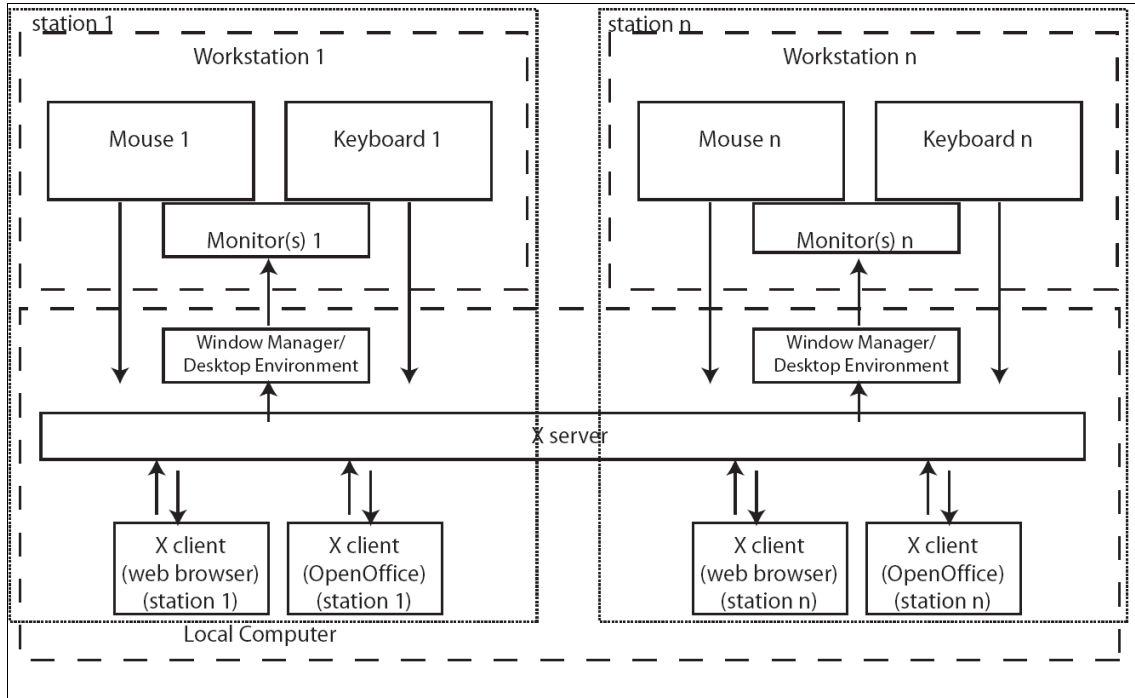 station 1
station n
Workstation 1
Workstation n
Mouse 1
Keyboard 1
Mouse n
Keyboard n
Monitor(s) 1
Monitor(s) n
Window Manager/
Desktop Environment
Window Manager/
Desktop Environment
X server
X client
(web browser)
(station 1)
X client
(OpenOffice)
(station 1)
X client
(web browser)
(station n)
X client
(OpenOffice)
(station n)
Local Computer